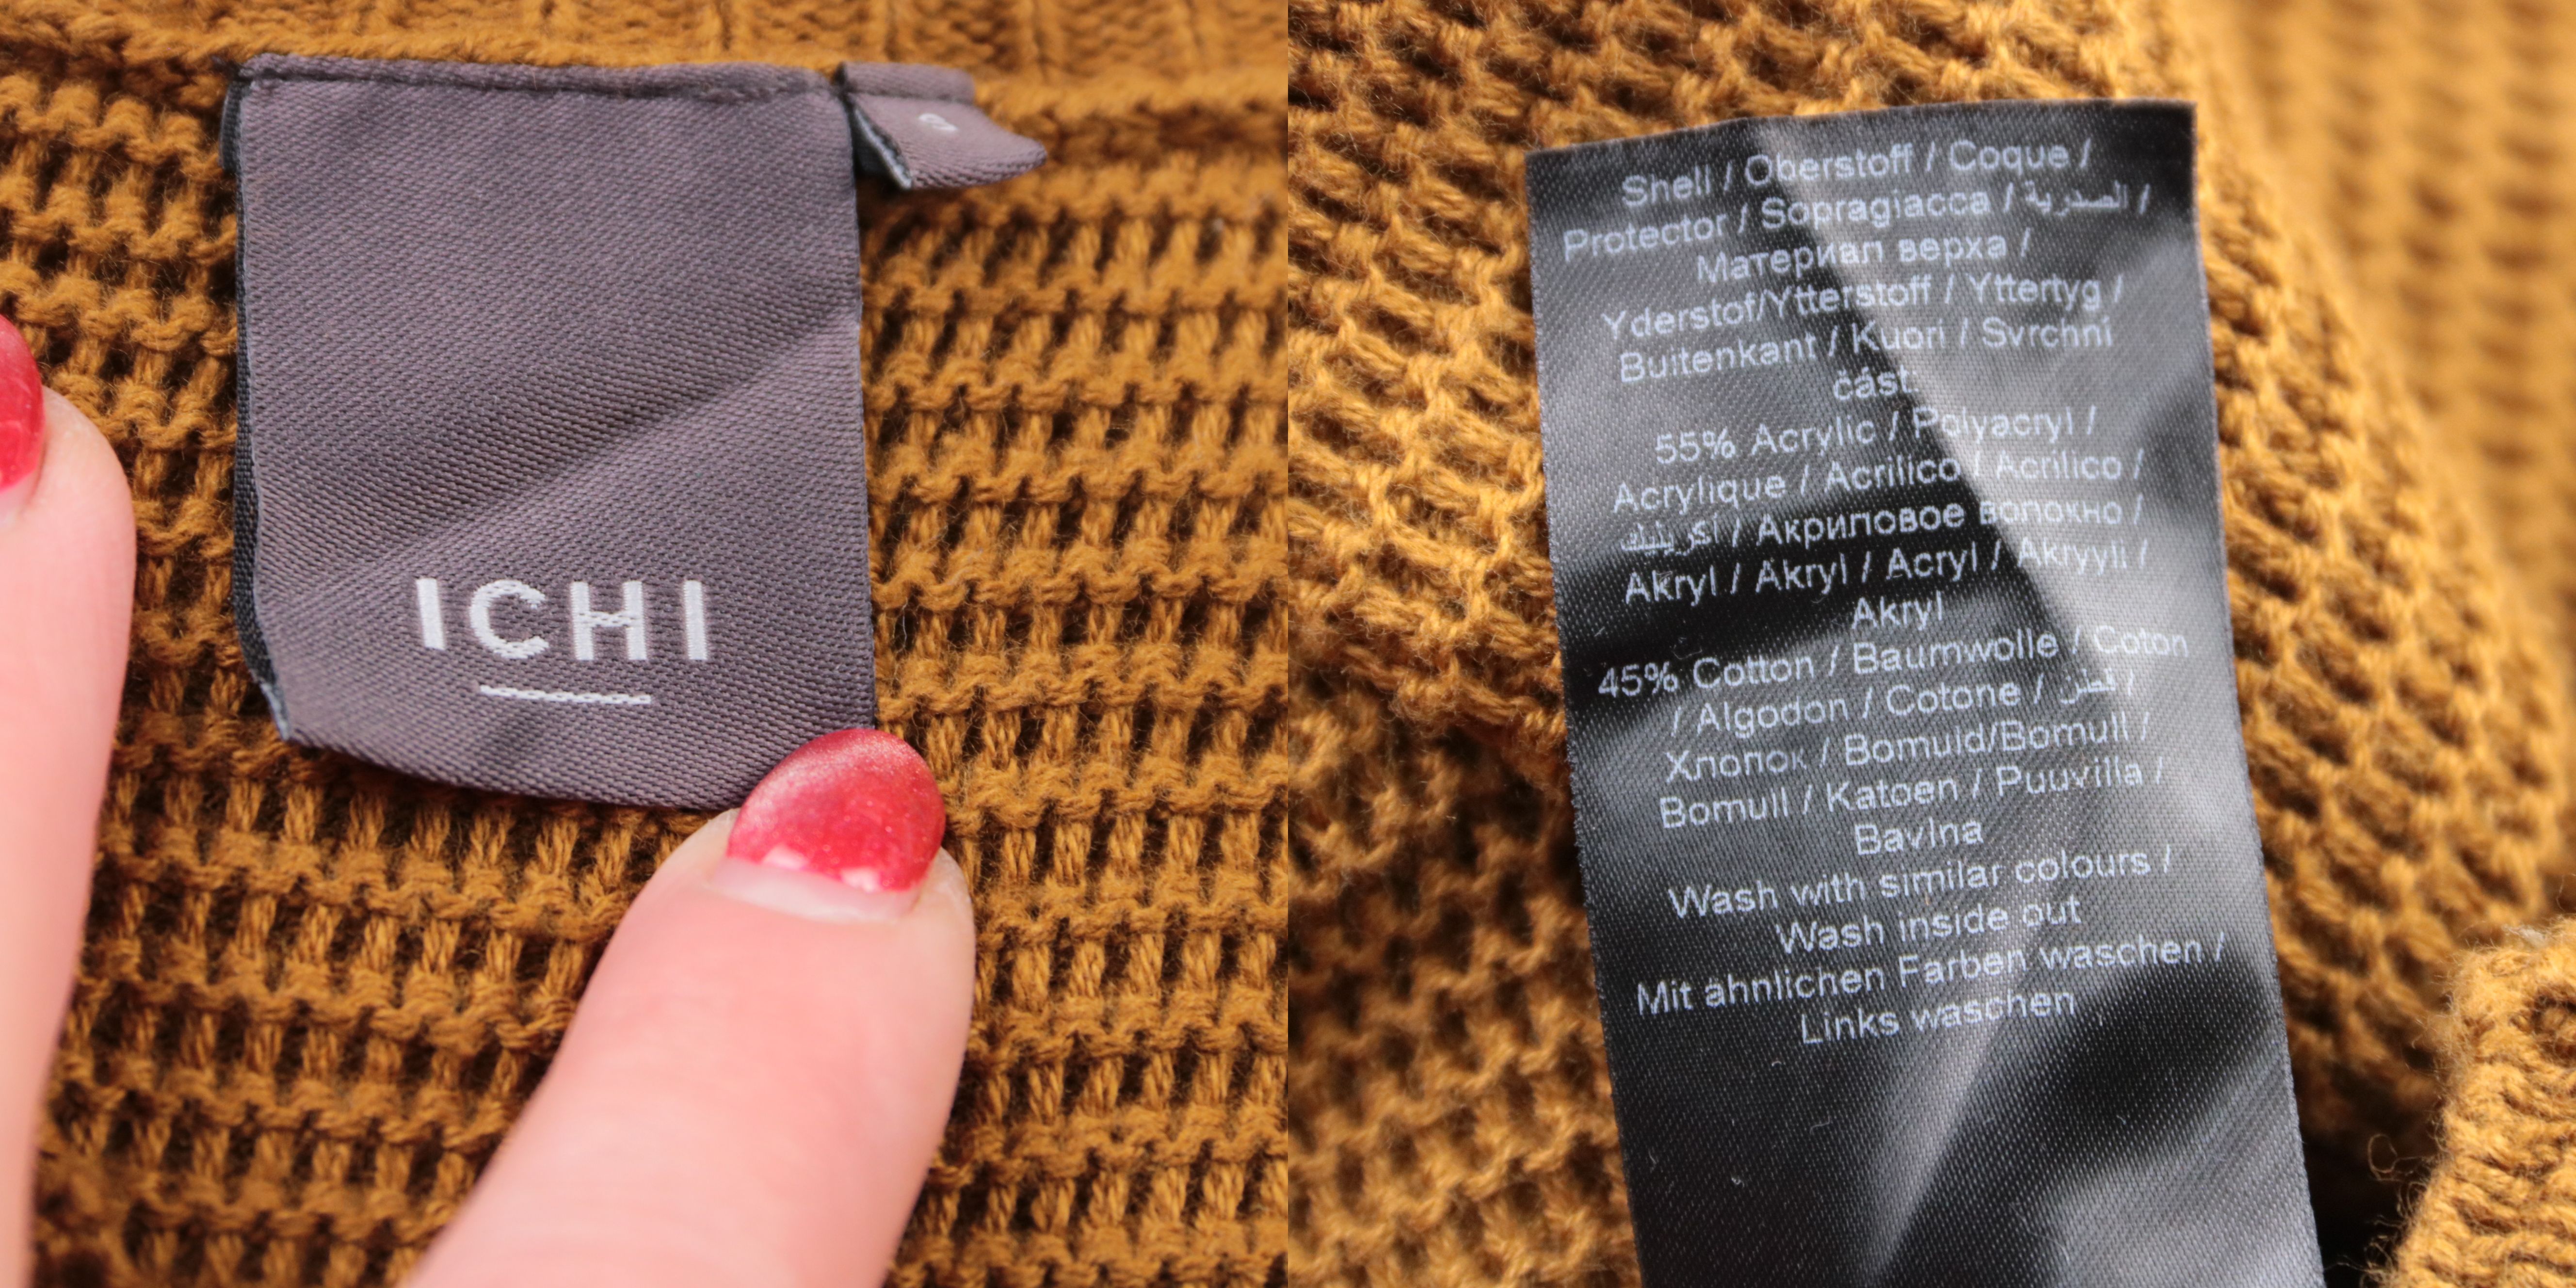 ICHI
S
Shell / Oberstoff / Coque /
Protector / Sopragiacca / الصدرية /
Материал верха /
Yderstof/Ytterstoff / Yttertyg /
Buitenkant / Kuori / Svrchní
část
55% Acrylic / Polyacryl /
Acrylique / Acrílico / Acrilico /
اكريليك / Акриловое волокно /
Akryl / Akryl / Acryl / Akryyli /
Akryl
45% Cotton / Baumwolle / Coton
/ Algodon / Cotone / قطن /
Хлопок / Bomuld/Bomull /
Bomull / Katoen / Puuvilla /
Bavlna
Wash with similar colours /
Wash inside out
Mit ähnlichen Farben waschen /
Links waschen